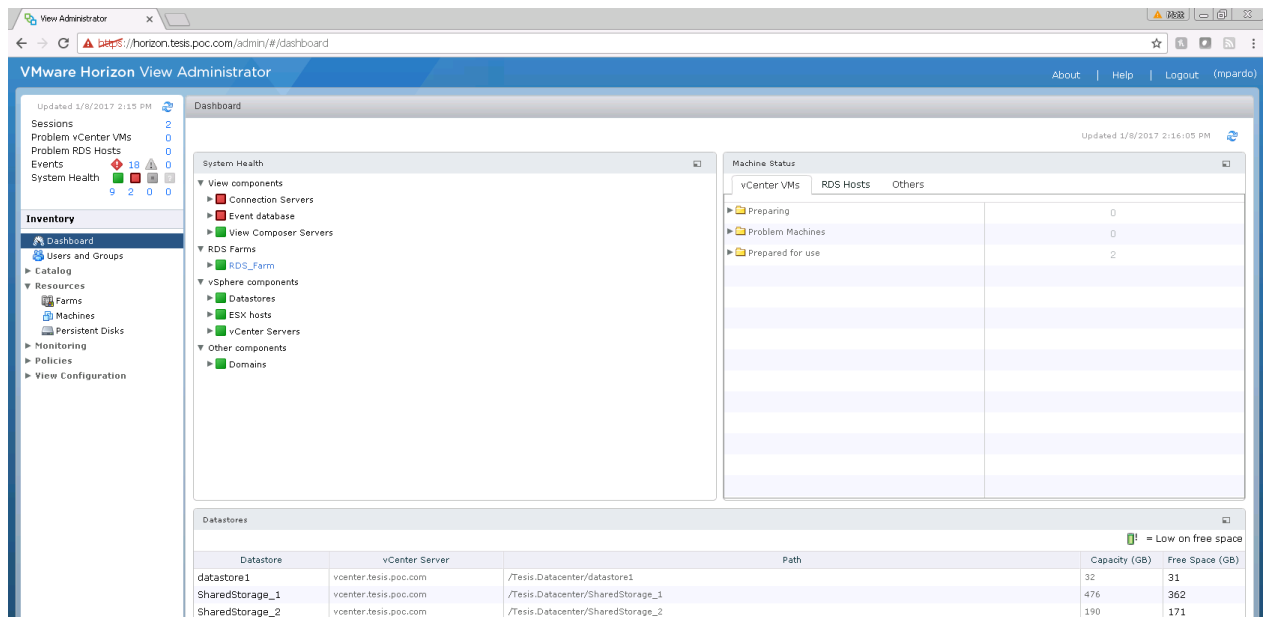 View Administrator
https://horizon.tesis.poc.com/admin/#/dashboard
VMware Horizon View Administrator
About | Help | Logout (mpardo)
Updated 1/8/2017 2:15 PM
Sessions 2
Problem vCenter VMs 0
Problem RDS Hosts 0
Events 18 0
System Health
9 2 0 0
Inventory
Dashboard
Users and Groups
Catalog
Resources
Farms
Machines
Persistent Disks
Monitoring
Policies
View Configuration
Dashboard
Updated 1/8/2017 2:16:05 PM
System Health
View components
Connection Servers
Event database
View Composer Servers
RDS Farms
RDS_Farm
vSphere components
Datastores
ESX hosts
vCenter Servers
Other components
Domains
Machine Status
vCenter VMs RDS Hosts Others
Preparing 0
Problem Machines 0
Prepared for use 2
Datastores
= Low on free space
Datastore vCenter Server Path Capacity (GB) Free Space (GB)
datastore1 vcenter.tesis.poc.com /Tesis.Datacenter/datastore1 32 31
SharedStorage_1 vcenter.tesis.poc.com /Tesis.Datacenter/SharedStorage_1 476 362
SharedStorage_2 vcenter.tesis.poc.com /Tesis.Datacenter/SharedStorage_2 190 171